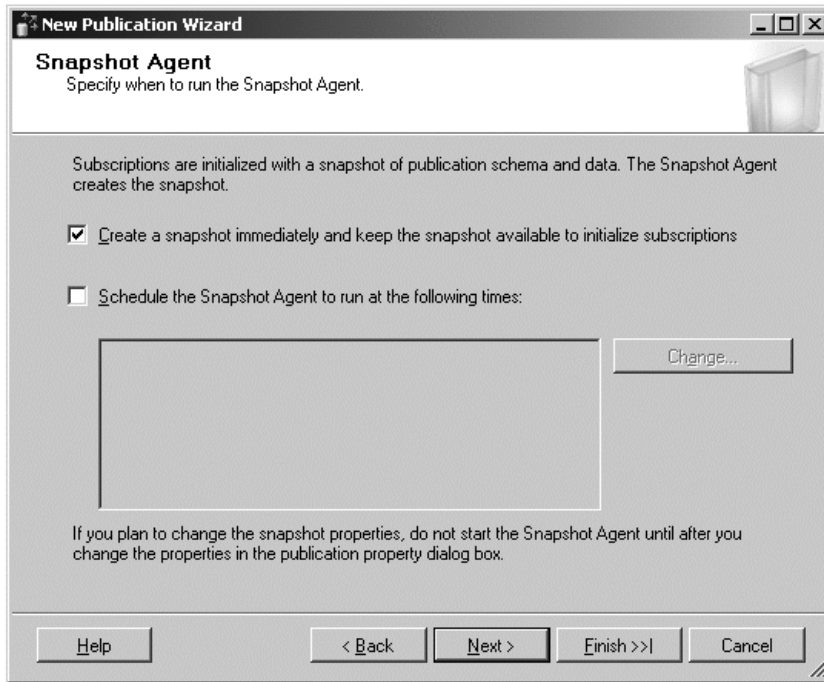 New Publication Wizard
Snapshot Agent
Specify when to run the Snapshot Agent.
Subscriptions are initialized with a snapshot of publication schema and data. The Snapshot Agent
creates the snapshot.
Create a snapshot immediately and keep the snapshot available to initialize subscriptions
Schedule the Snapshot Agent to run at the following times:
Change...
If you plan to change the snapshot properties, do not start the Snapshot Agent until after you
change the properties in the publication property dialog box.
Help
< Back
Next >
Finish >>|
Cancel